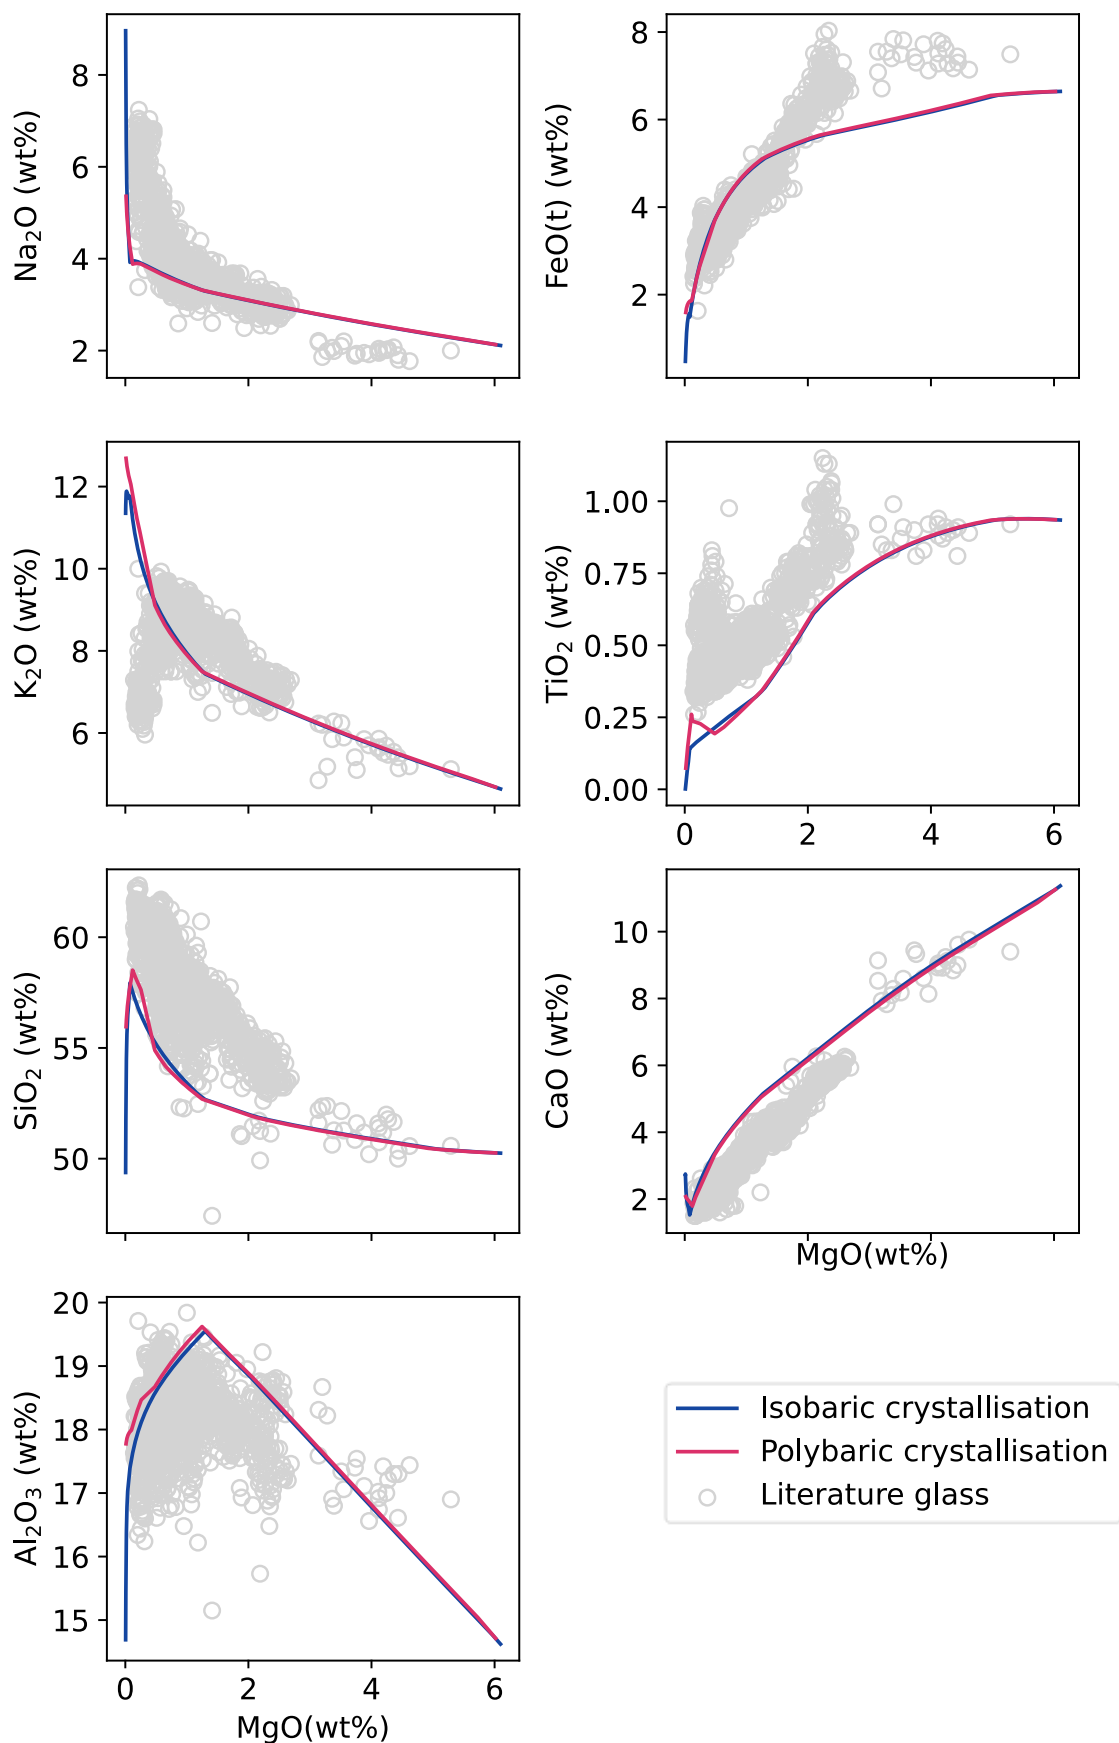 Na₂O (wt%)
8
6
4
2
FeO(t) (wt%)
8
6
4
2
K₂O (wt%)
12
10
8
6
TiO₂ (wt%)
1.00
0.75
0.50
0.25
0.00
0 2 4 6
SiO₂ (wt%)
60
55
50
CaO (wt%)
10
8
6
4
2
MgO(wt%)
Al₂O₃ (wt%)
20
19
18
17
16
15
0 2 4 6
MgO(wt%)
Isobaric crystallisation
Polybaric crystallisation
Literature glass